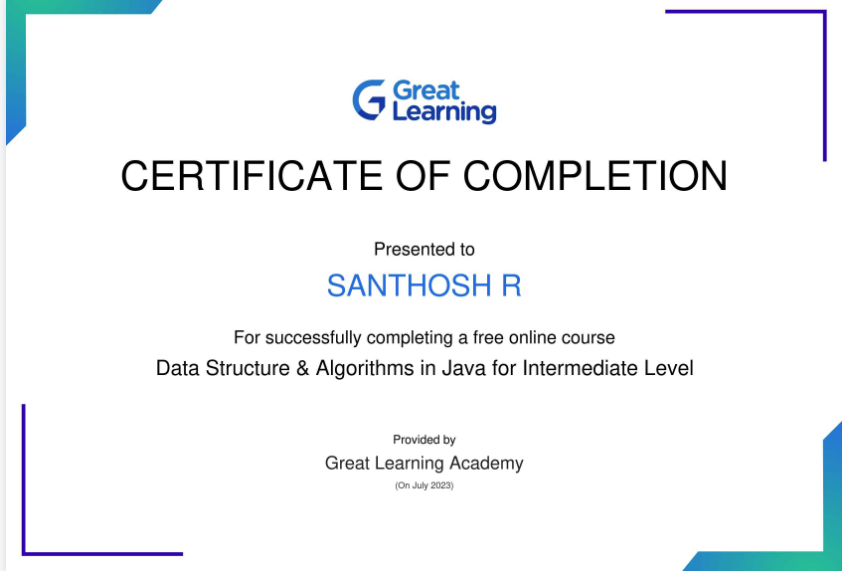 Great
Learning
CERTIFICATE OF COMPLETION
Presented to
SANTHOSH R
For successfully completing a free online course
Data Structure & Algorithms in Java for Intermediate Level
Provided by
Great Learning Academy
(On July 2023)